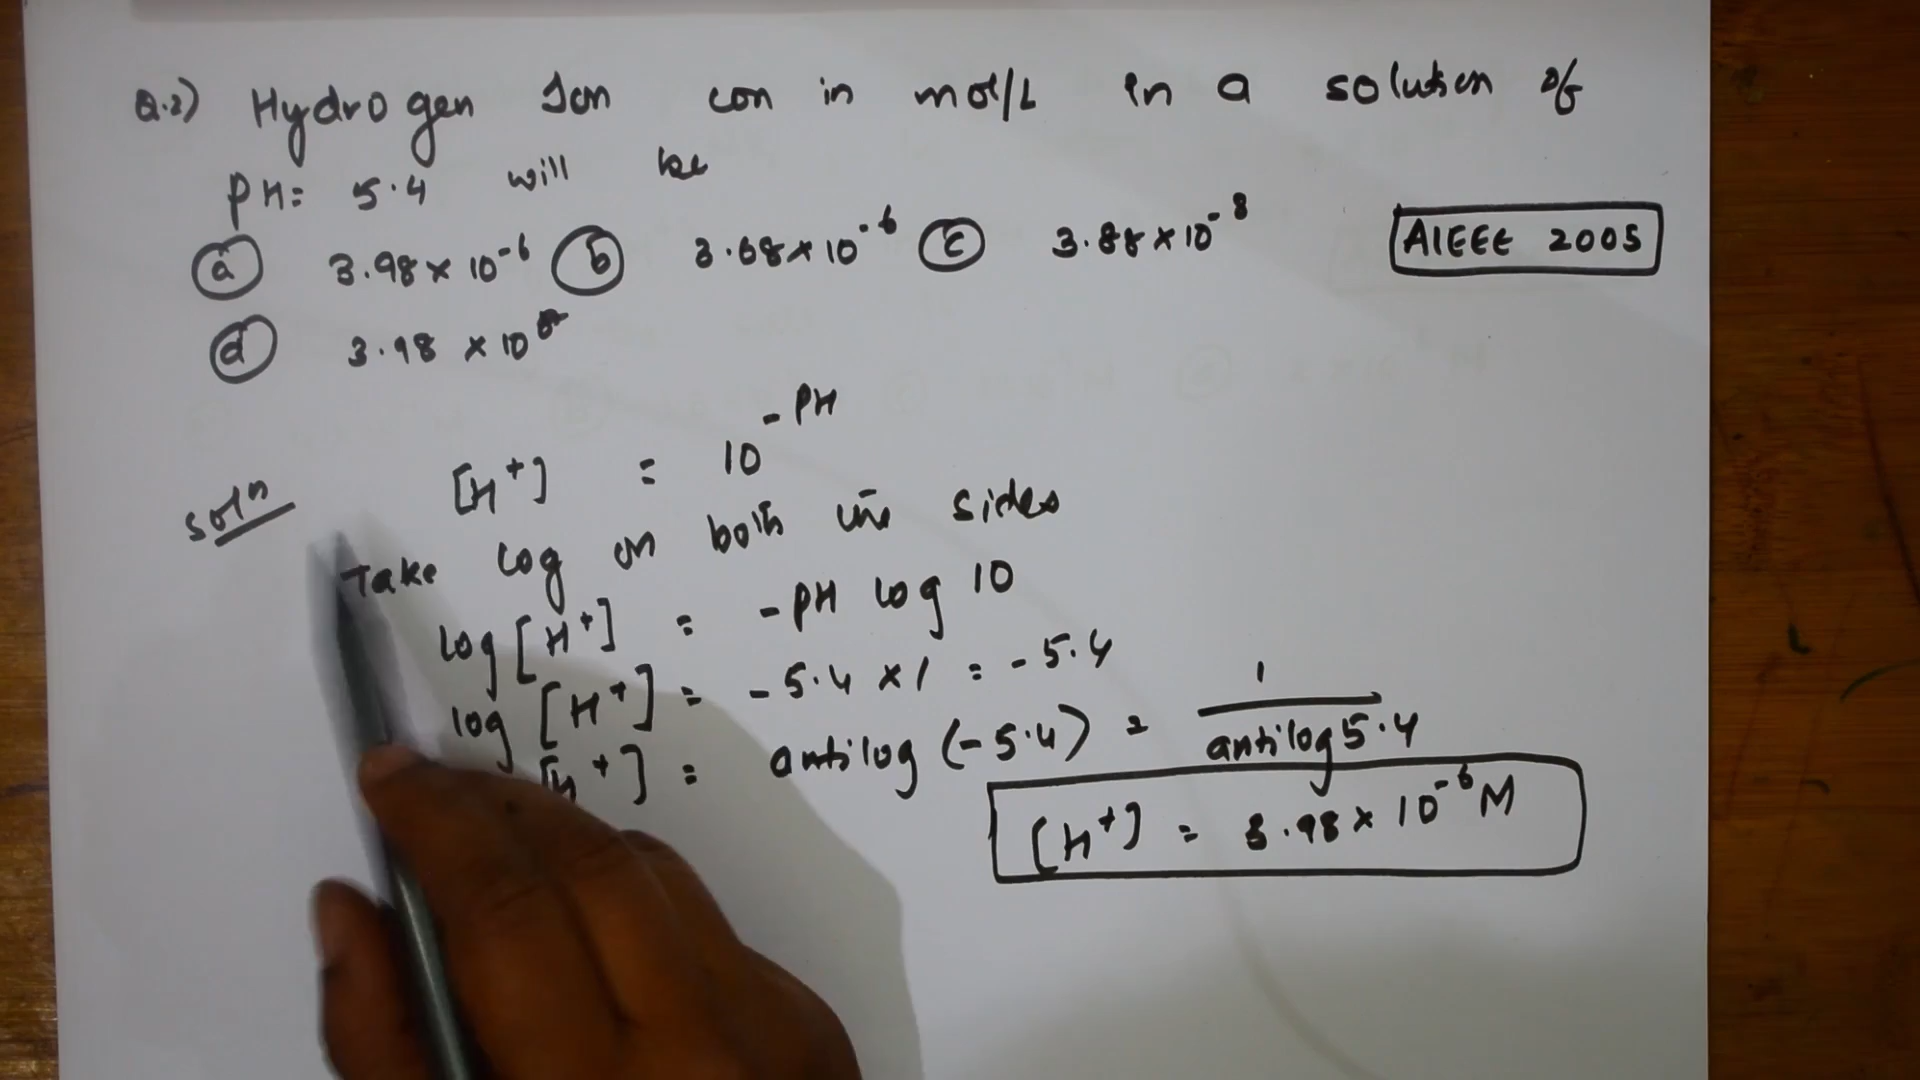 Q.2) Hydrogen Ion con in mol/L in a solution of
PH= 5.4 will be
(a) 3.98 × 10^-6 (b) 3.68 × 10^-6 (c) 3.88 × 10^-8 AIEEE 2005
(d) 3.98 × 10
Soln [H+] = 10^-PH
Take log on both the sides
log [H+] = -PH log 10
log [H+] = -5.4 × 1 = -5.4
[H+] = antilog (-5.4) = 1/antilog 5.4
[H+] = 3.98 × 10^-6 M